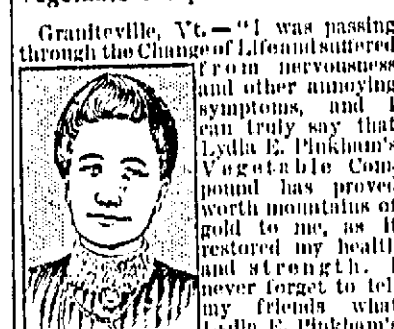 Graniteville, Vt.—"I was passing
through the Change of Life and suffered
from nervousness
and other annoying
symptoms, and I
can truly say that
Lydia E. Pinkham's
Vegetable Com-
pound has proved
worth mountains of
gold to me, as it
restored my health
and strength. I
never forget to tell
my friends what
Lydia E. Pinkham's